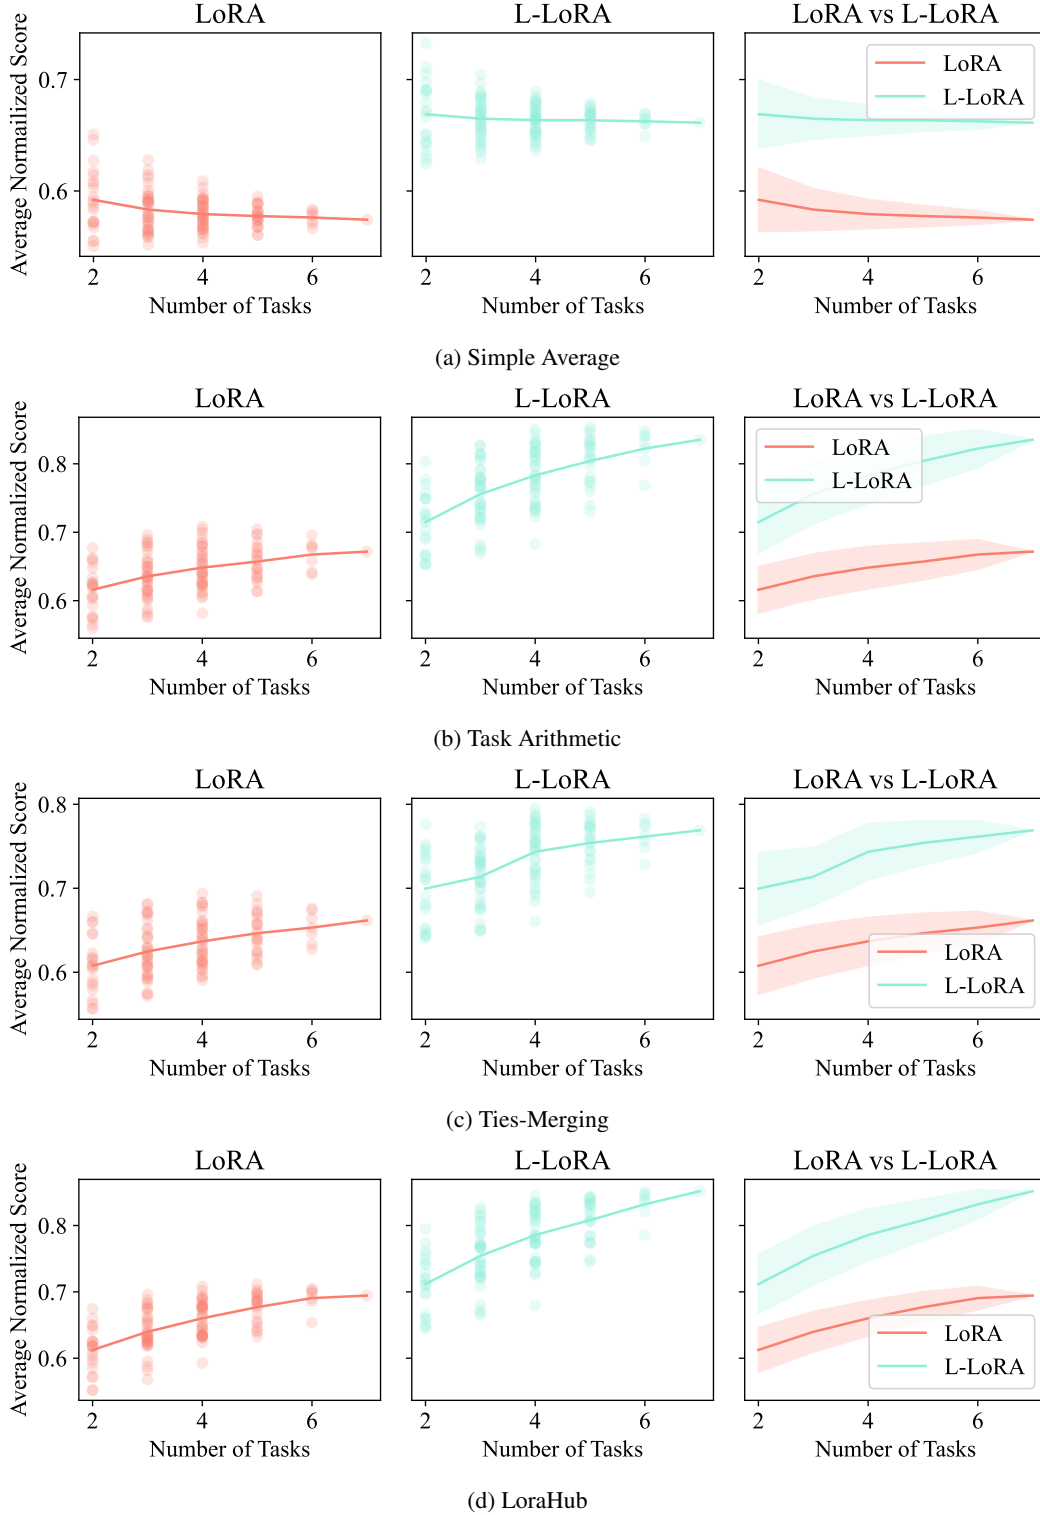 LoRA L-LoRA LoRA vs L-LoRA
Average Normailized Score
0.7
0.6
LoRA
L-LoRA
2 4 6 2 4 6 2 4 6
Number of Tasks Number of Tasks Number of Tasks
(a) Simple Average
LoRA L-LoRA LoRA vs L-LoRA
Average Normalized Score
0.8
0.7
0.6
LoRA
L-LoRA
2 4 6 2 4 6 2 4 6
Number of Tasks Number of Tasks Number of Tasks
(b) Task Arithmetic
LoRA L-LoRA LoRA vs L-LoRA
Average Normalized Score
0.8
0.7
0.6
LoRA
L-LoRA
2 4 6 2 4 6 2 4 6
Number of Tasks Number of Tasks Number of Tasks
(c) Ties-Merging
LoRA L-LoRA LoRA vs L-LoRA
Average Normalized Score
0.8
0.7
0.6
LoRA
L-LoRA
2 4 6 2 4 6 2 4 6
Number of Tasks Number of Tasks Number of Tasks
(d) LoraHub